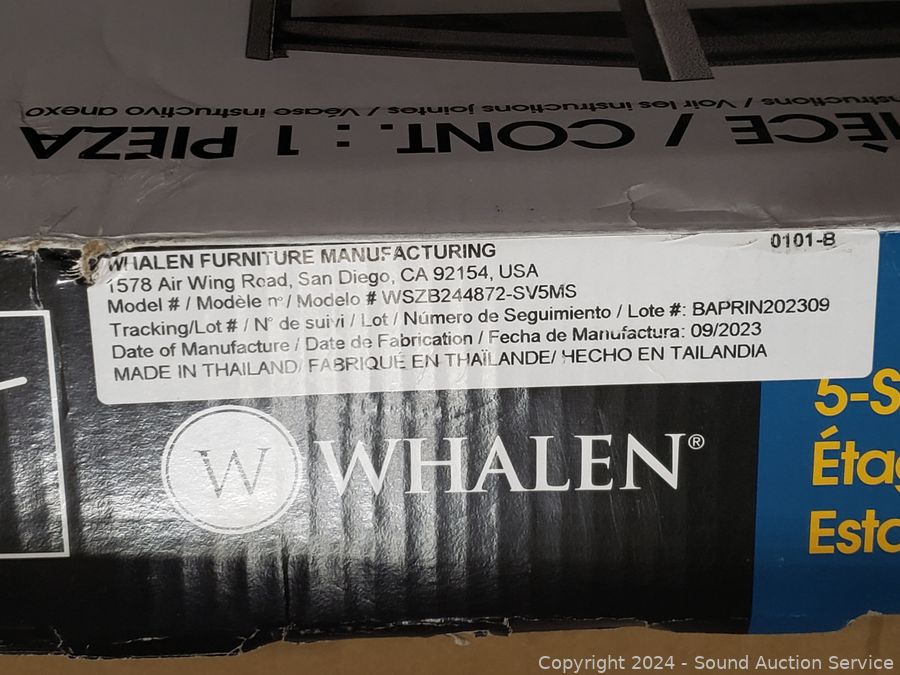 nstructions / Voir les instructions jointes / Véase instructivo anexo
IÈCE / CONT. : 1 PIEZA
0101-B
WHALEN FURNITURE MANUFACTURING
1578 Air Wing Road, San Diego, CA 92154, USA
Model # / Modèle n° / Modelo # WSZB244872-SV5MS
Tracking/Lot # / N° de suivi / Lot / Número de Seguimiento / Lote #: BAPRIN202309
Date of Manufacture / Date de Fabrication / Fecha de Manufactura: 09/2023
MADE IN THAILAND/ FABRIQUÉ EN THAÏLANDE/ HECHO EN TAILANDIA
W WHALEN®
5-S
Étag
Esta
Copyright 2024 - Sound Auction Service